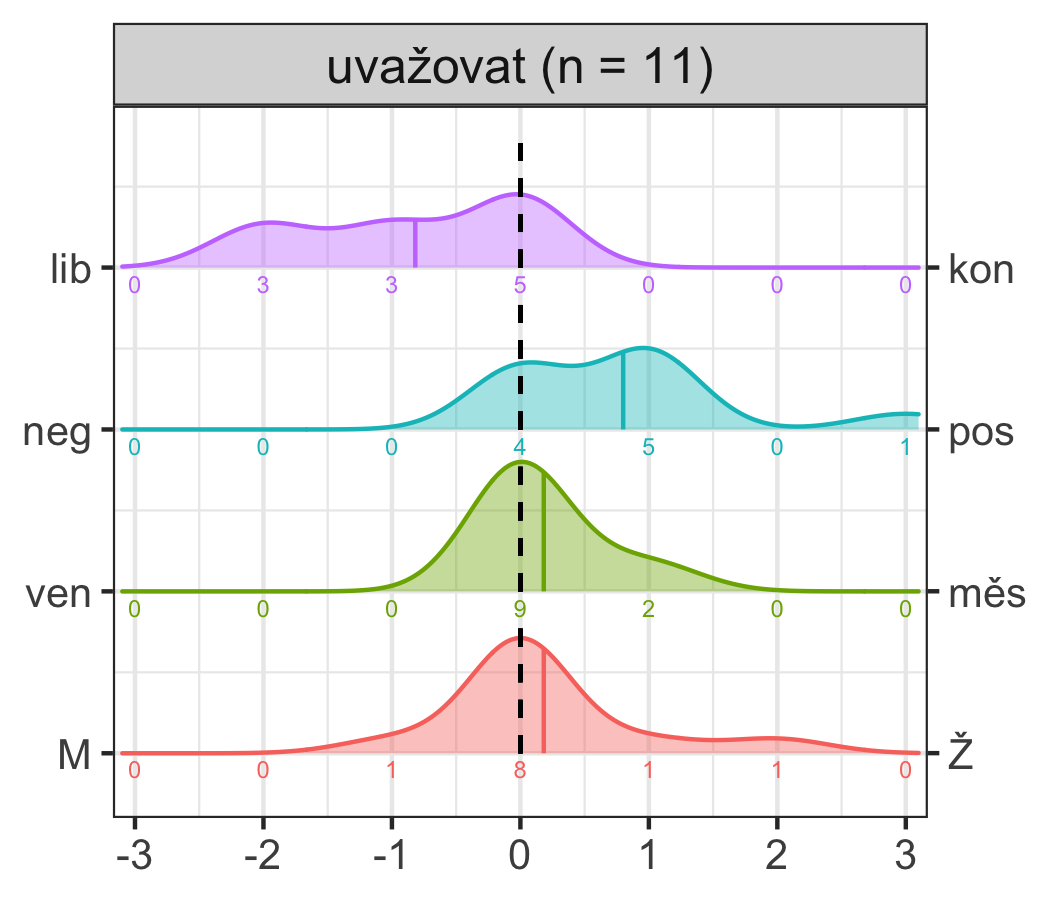 uvažovat (n = 11)
lib kon
0 3 3 5 0 0 0
neg pos
0 0 0 4 5 0 1
ven měs
0 0 0 9 2 0 0
M Ž
0 0 1 8 1 1 0
-3 -2 -1 0 1 2 3